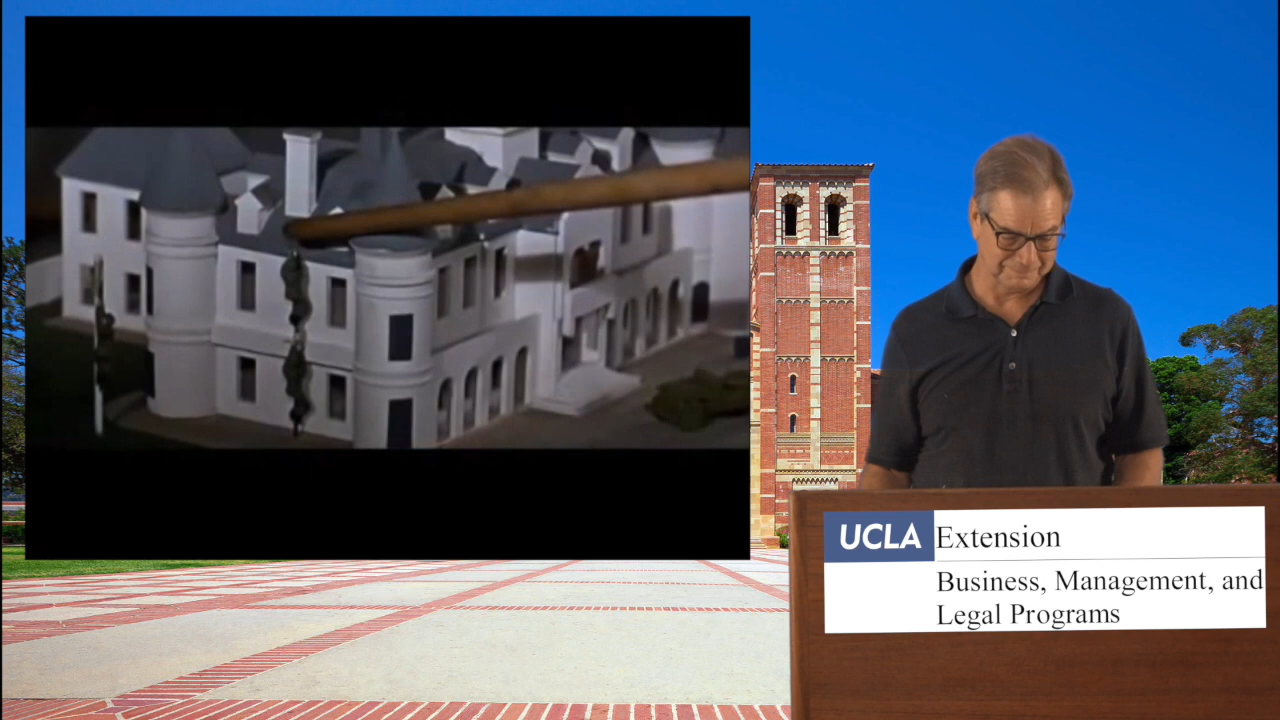 UCLA Extension
Business, Management, and
Legal Programs